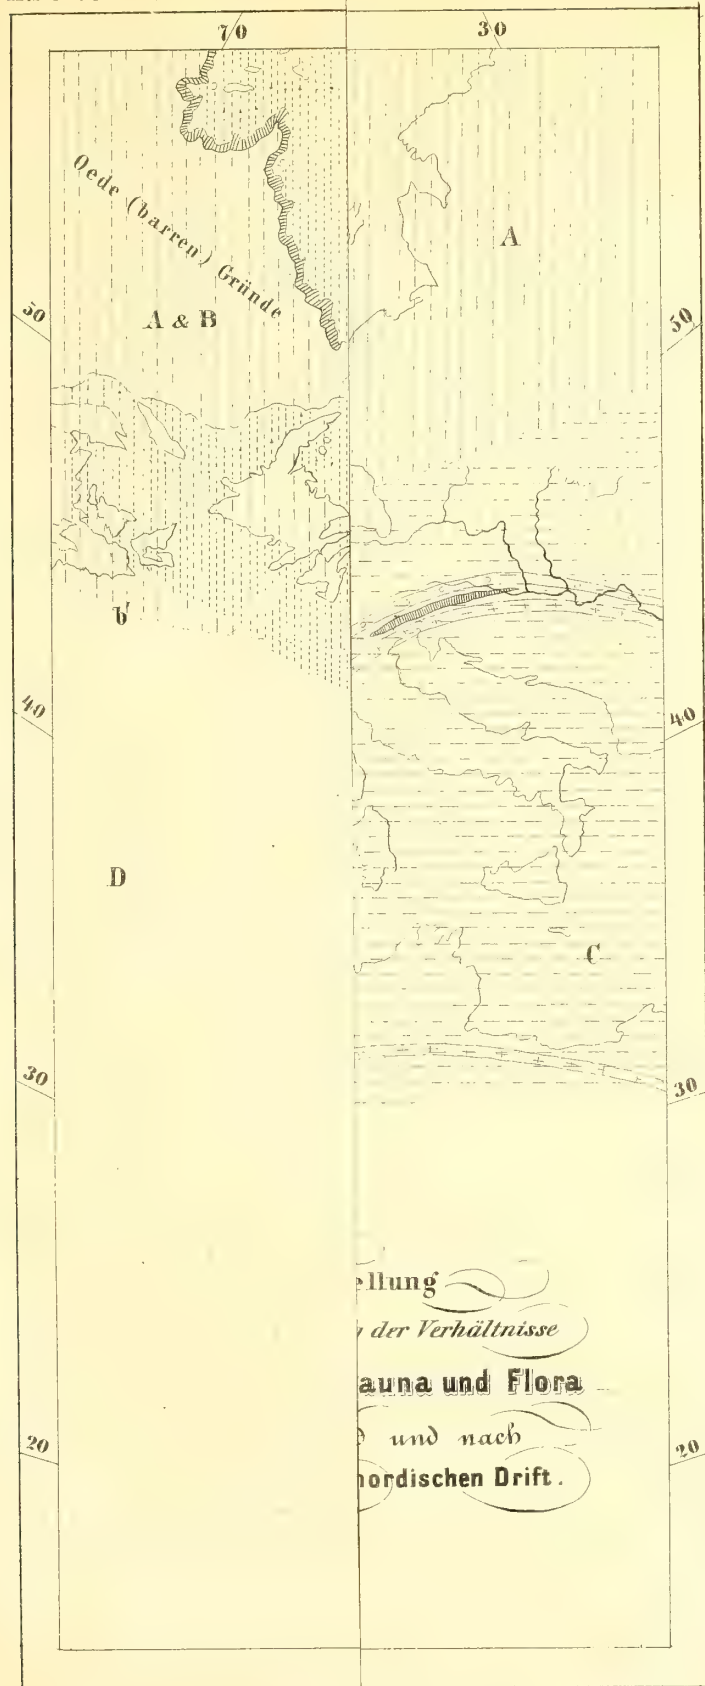 70
30
Oede (barren) Gründe
A
A & B
50
50
b'
40
40
D
C
30
30
ellung
der Verhältnisse
auna und Flora
und nach
20
20
nordischen Drift.